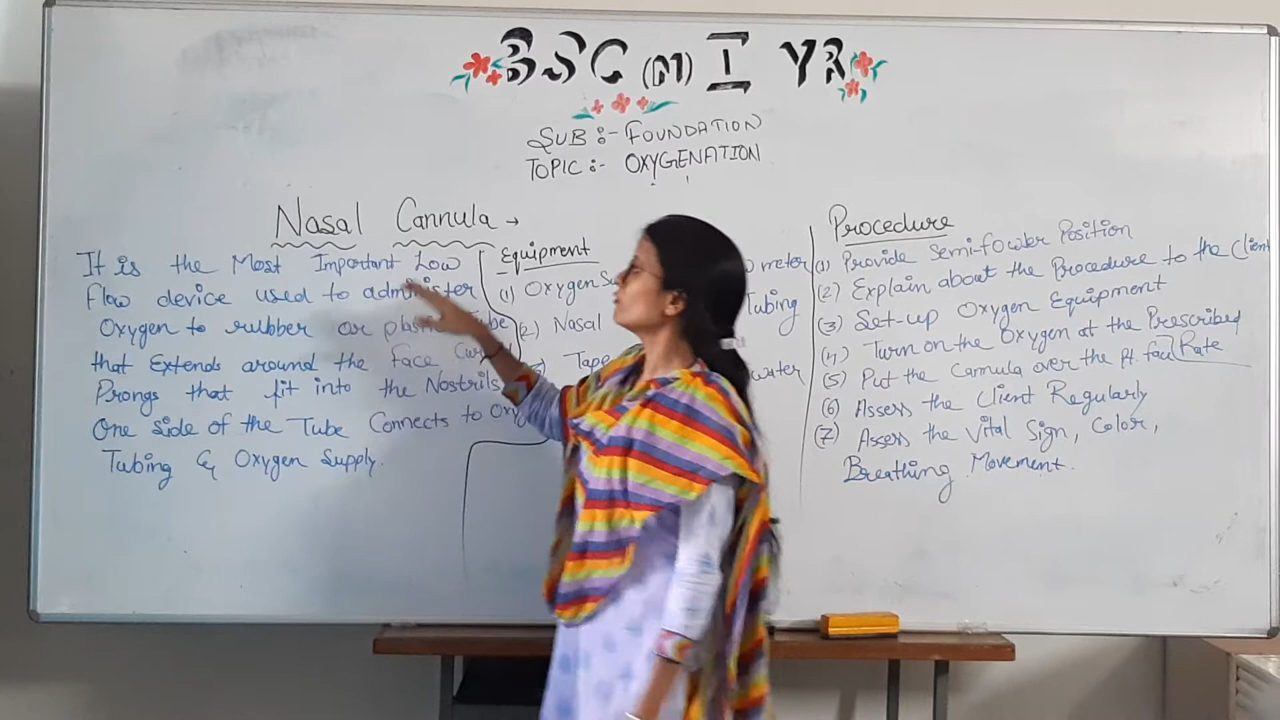 BSC (N) I YR
SUB :- FOUNDATION
TOPIC :- OXYGENATION
Nasal Cannula →
It is the Most Important Low
flow device used to administer
Oxygen to rubber or plastic Tube
that Extends around the face
Prongs that fit into the Nostrils
One Side of the Tube Connects to Oxy
Tubing & Oxygen Supply.
Equipment
(1) Oxygen Su meter
(2) Nasal Tubing
Tape water
Procedure
(1) Provide Semi-fowler Position
(2) Explain about the Procedure to the Client
(3) Set-up Oxygen Equipment
(4) Turn on the Oxygen at the Prescribed
Rate
(5) Put the Cannula over the Pt. face
(6) Assess the Client Regularly
(7) Assess the Vital Sign, Color,
Breathing Movement.